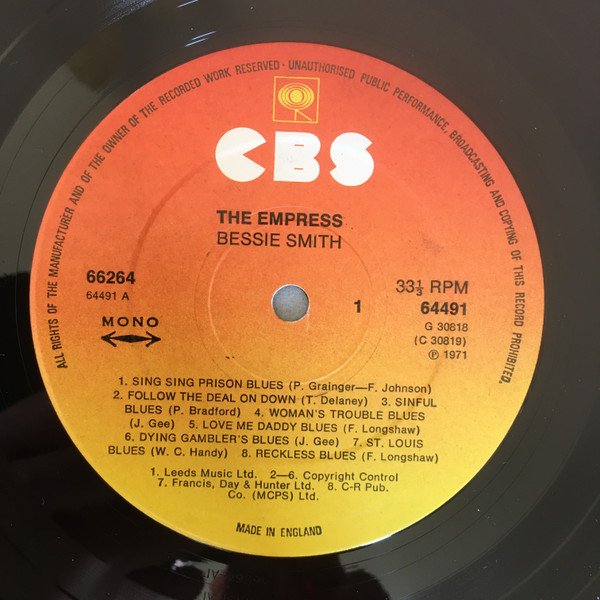 ALL RIGHTS OF THE MANUFACTURER AND OF THE OWNER OF THE RECORDED WORK RESERVED · UNAUTHORISED PUBLIC PERFORMANCE, BROADCASTING AND COPYING OF THIS RECORD PROHIBITED.
CBS
THE EMPRESS
BESSIE SMITH
66264
64491 A
MONO
1
33⅓ RPM
64491
G 30818
(C 30819)
℗ 1971
1. SING SING PRISON BLUES (P. Grainger—F. Johnson)
2. FOLLOW THE DEAL ON DOWN (T. Delaney) 3. SINFUL
BLUES (P. Bradford) 4. WOMAN'S TROUBLE BLUES
(J. Gee) 5. LOVE ME DADDY BLUES (F. Longshaw)
6. DYING GAMBLER'S BLUES (J. Gee) 7. ST. LOUIS
BLUES (W. C. Handy) 8. RECKLESS BLUES (F. Longshaw)
1. Leeds Music Ltd. 2—6. Copyright Control
7. Francis, Day & Hunter Ltd. 8. C-R Pub.
Co. (MCPS) Ltd.
MADE IN ENGLAND